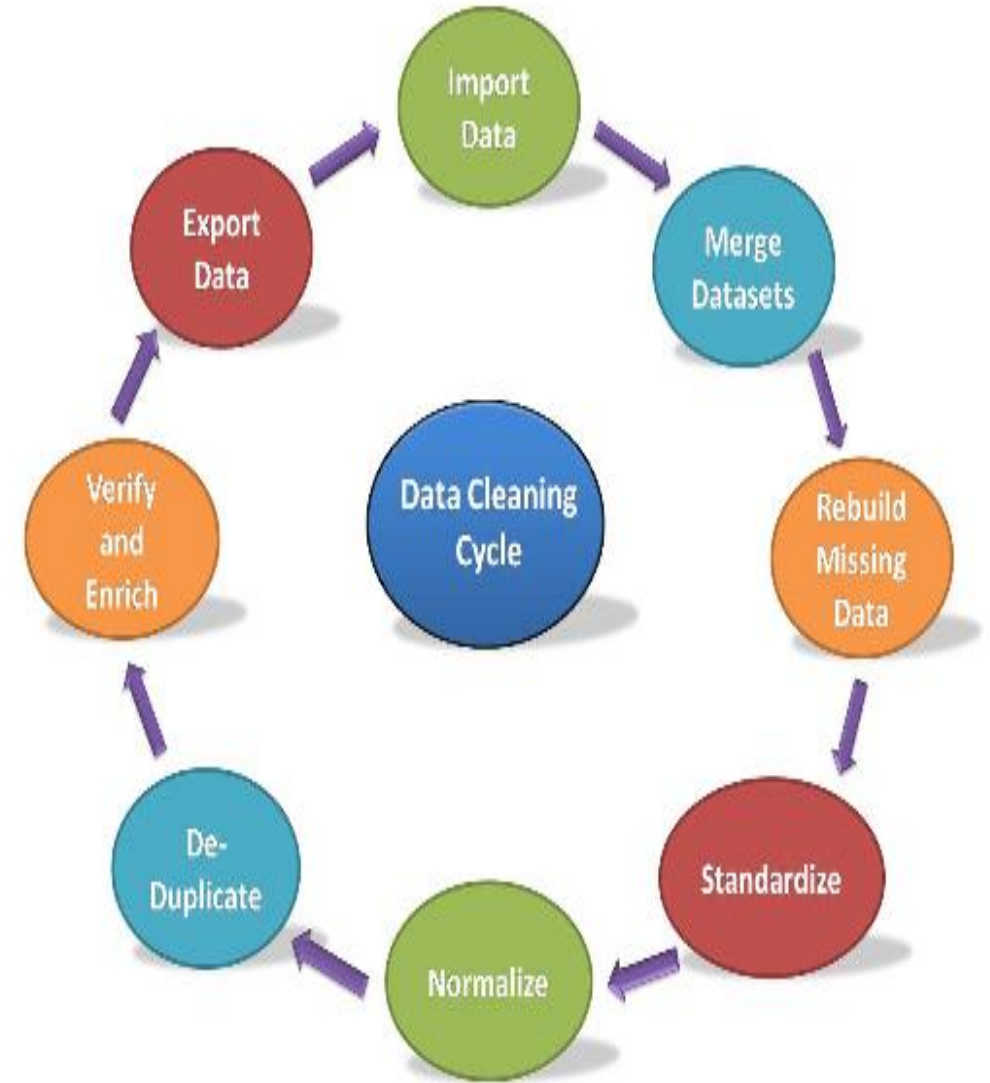 Import
Data
Merge
Datasets
Rebuild
Missing
Data
Standardize
Normalize
De-
Duplicate
Verify
and
Enrich
Export
Data
Data Cleaning
Cycle